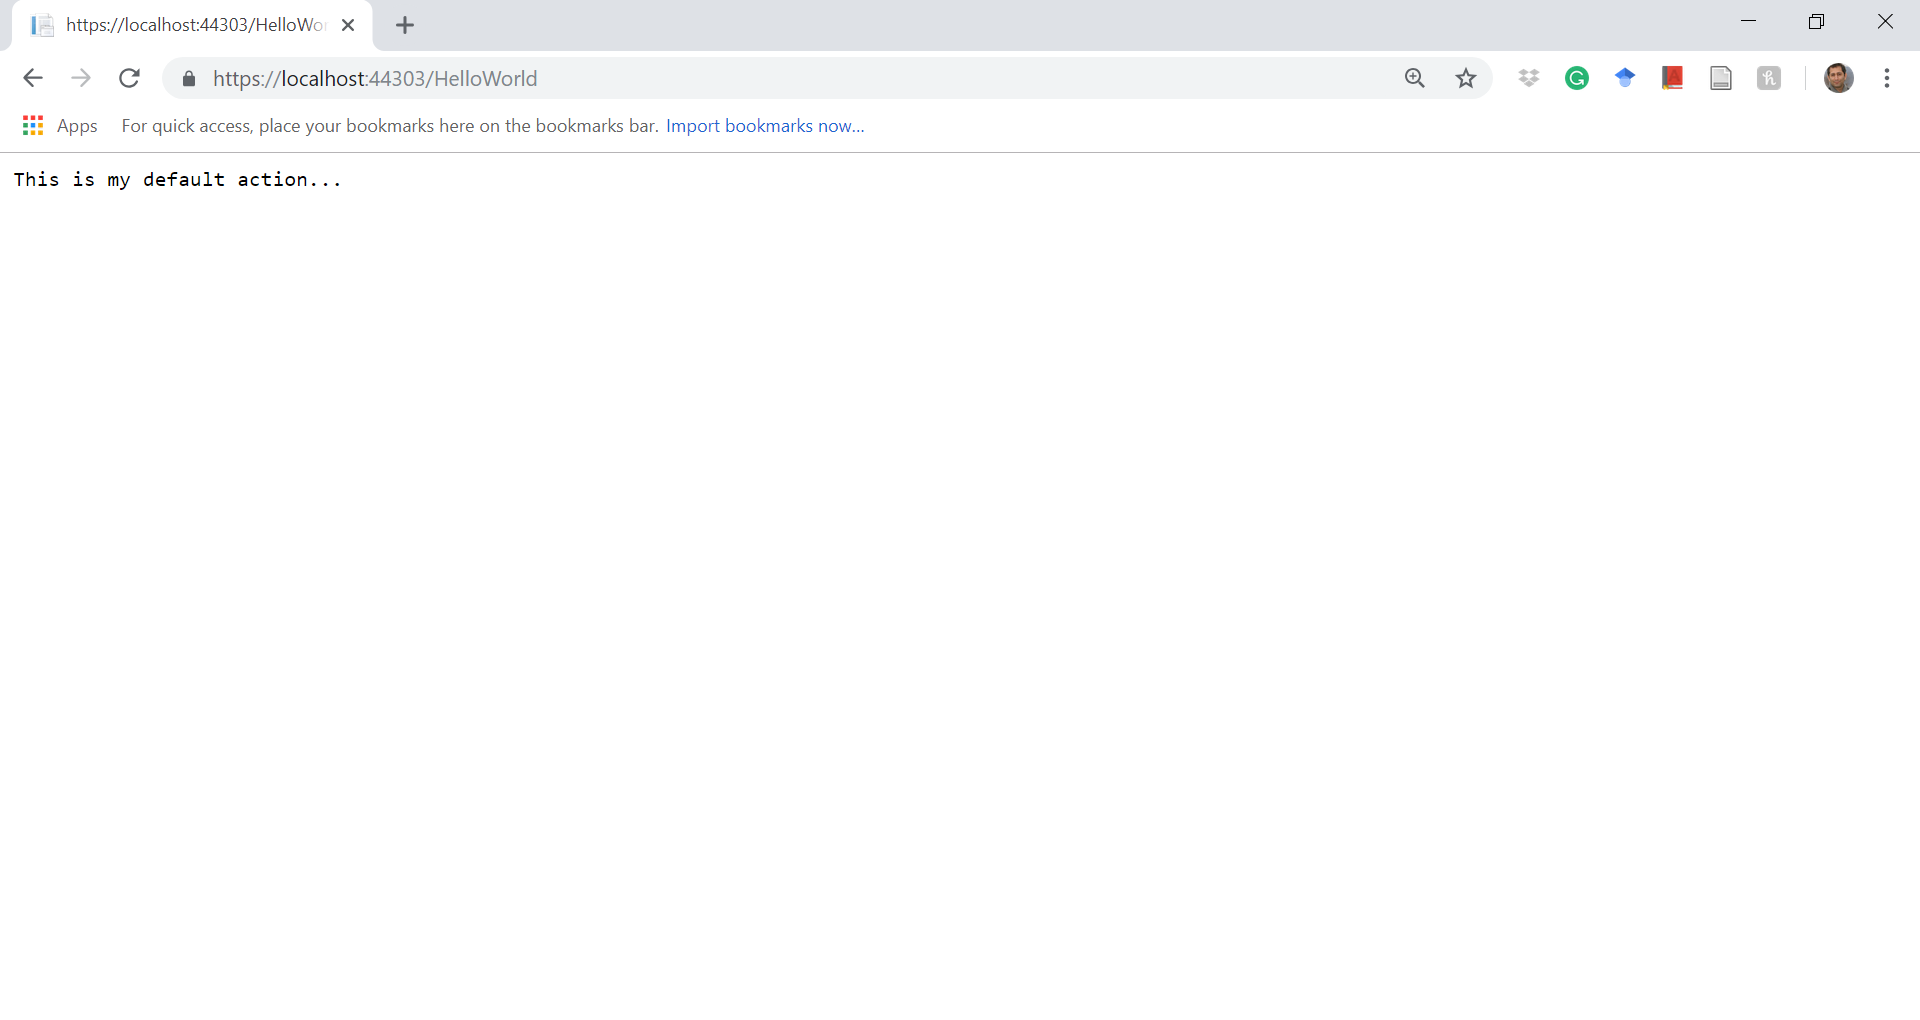 https://localhost:44303/HelloWo
https://localhost:44303/HelloWorld
Apps For quick access, place your bookmarks here on the bookmarks bar. Import bookmarks now...
This is my default action...